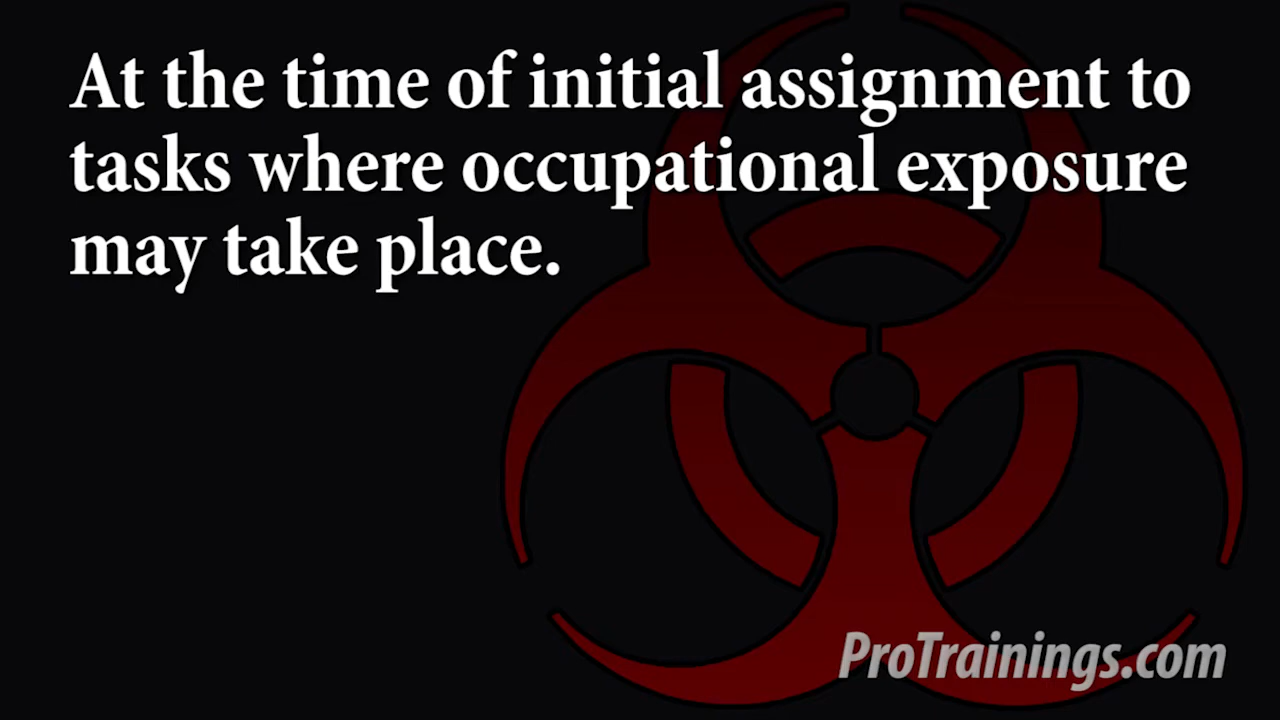 At the time of initial assignment to
tasks where occupational exposure
may take place.
ProTrainings.com